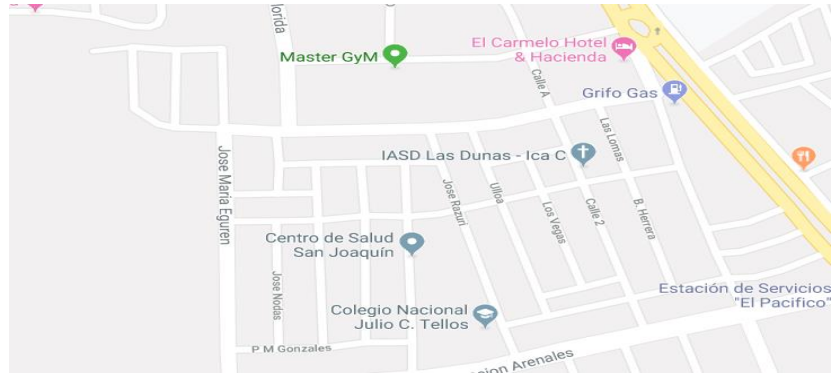 lorida
Master GyM
El Carmelo Hotel
& Hacienda
Calle A
Grifo Gas
Las Lomas
IASD Las Dunas - Ica C
Jose Maria Eguren
Jose Razuri
Ulloa
Los Vegas
Calle 2
B. Herrera
Centro de Salud
San Joaquín
Jose Nodas
Estación de Servicios
"El Pacifico"
Colegio Nacional
Julio C. Tellos
P M Gonzales
sion Arenales